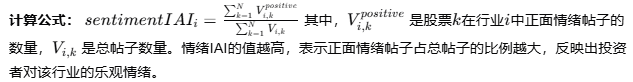 计算公式： $sentimentIAI_i = \frac{\sum_{k=1}^{N} V_{i,k}^{positive}}{\sum_{k=1}^{N} V_{i,k}}$ 其中，$V_{i,k}^{positive}$ 是股票$k$在行业$i$中正面情绪帖子的
数量，$V_{i,k}$ 是总帖子数量。情绪IAI的值越高，表示正面情绪帖子占总帖子的比例越大，反映出投资
者对该行业的乐观情绪。